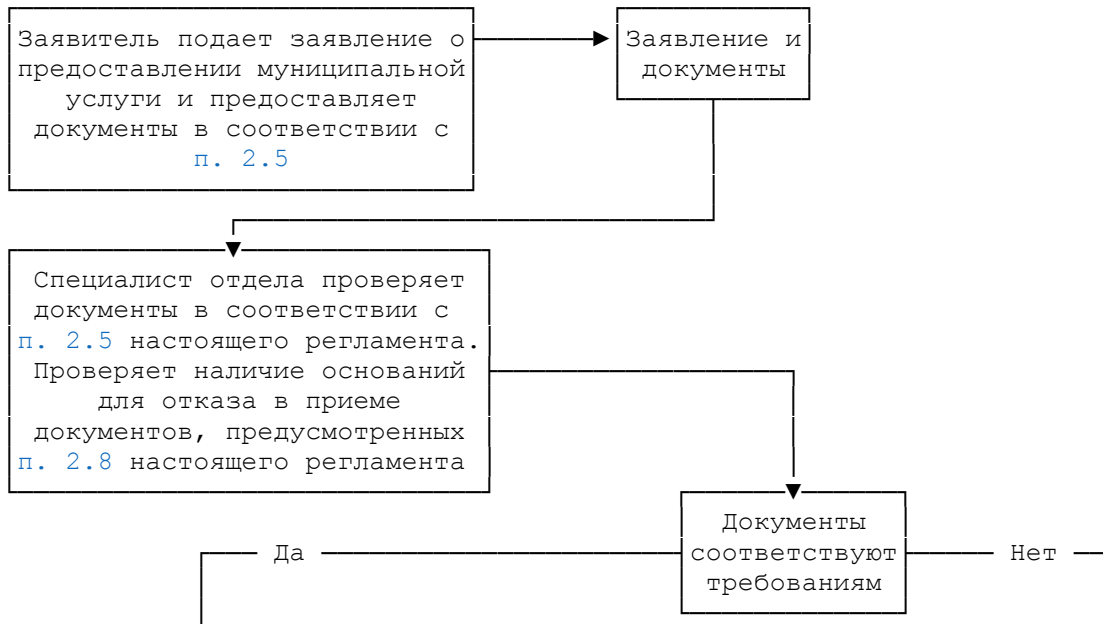 Заявитель подает заявление о
предоставлении муниципальной
услуги и предоставляет
документы в соответствии с
п. 2.5
Заявление и
документы
Специалист отдела проверяет
документы в соответствии с
п. 2.5 настоящего регламента.
Проверяет наличие оснований
для отказа в приеме
документов, предусмотренных
п. 2.8 настоящего регламента
Документы
соответствуют
требованиям
Да
Нет